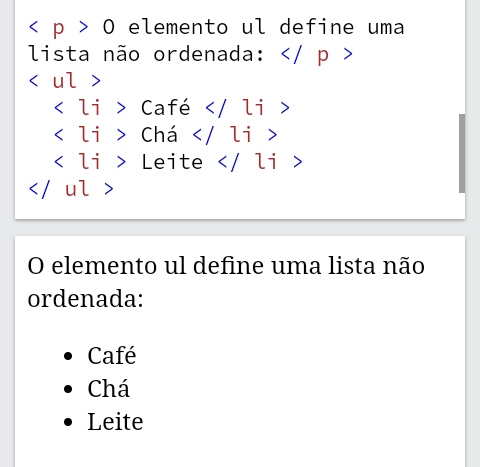 < p > O elemento ul define uma
lista não ordenada: </ p >
< ul >
< li > Café </ li >
< li > Chá </ li >
< li > Leite </ li >
</ ul >
O elemento ul define uma lista não
ordenada:
• Café
• Chá
• Leite